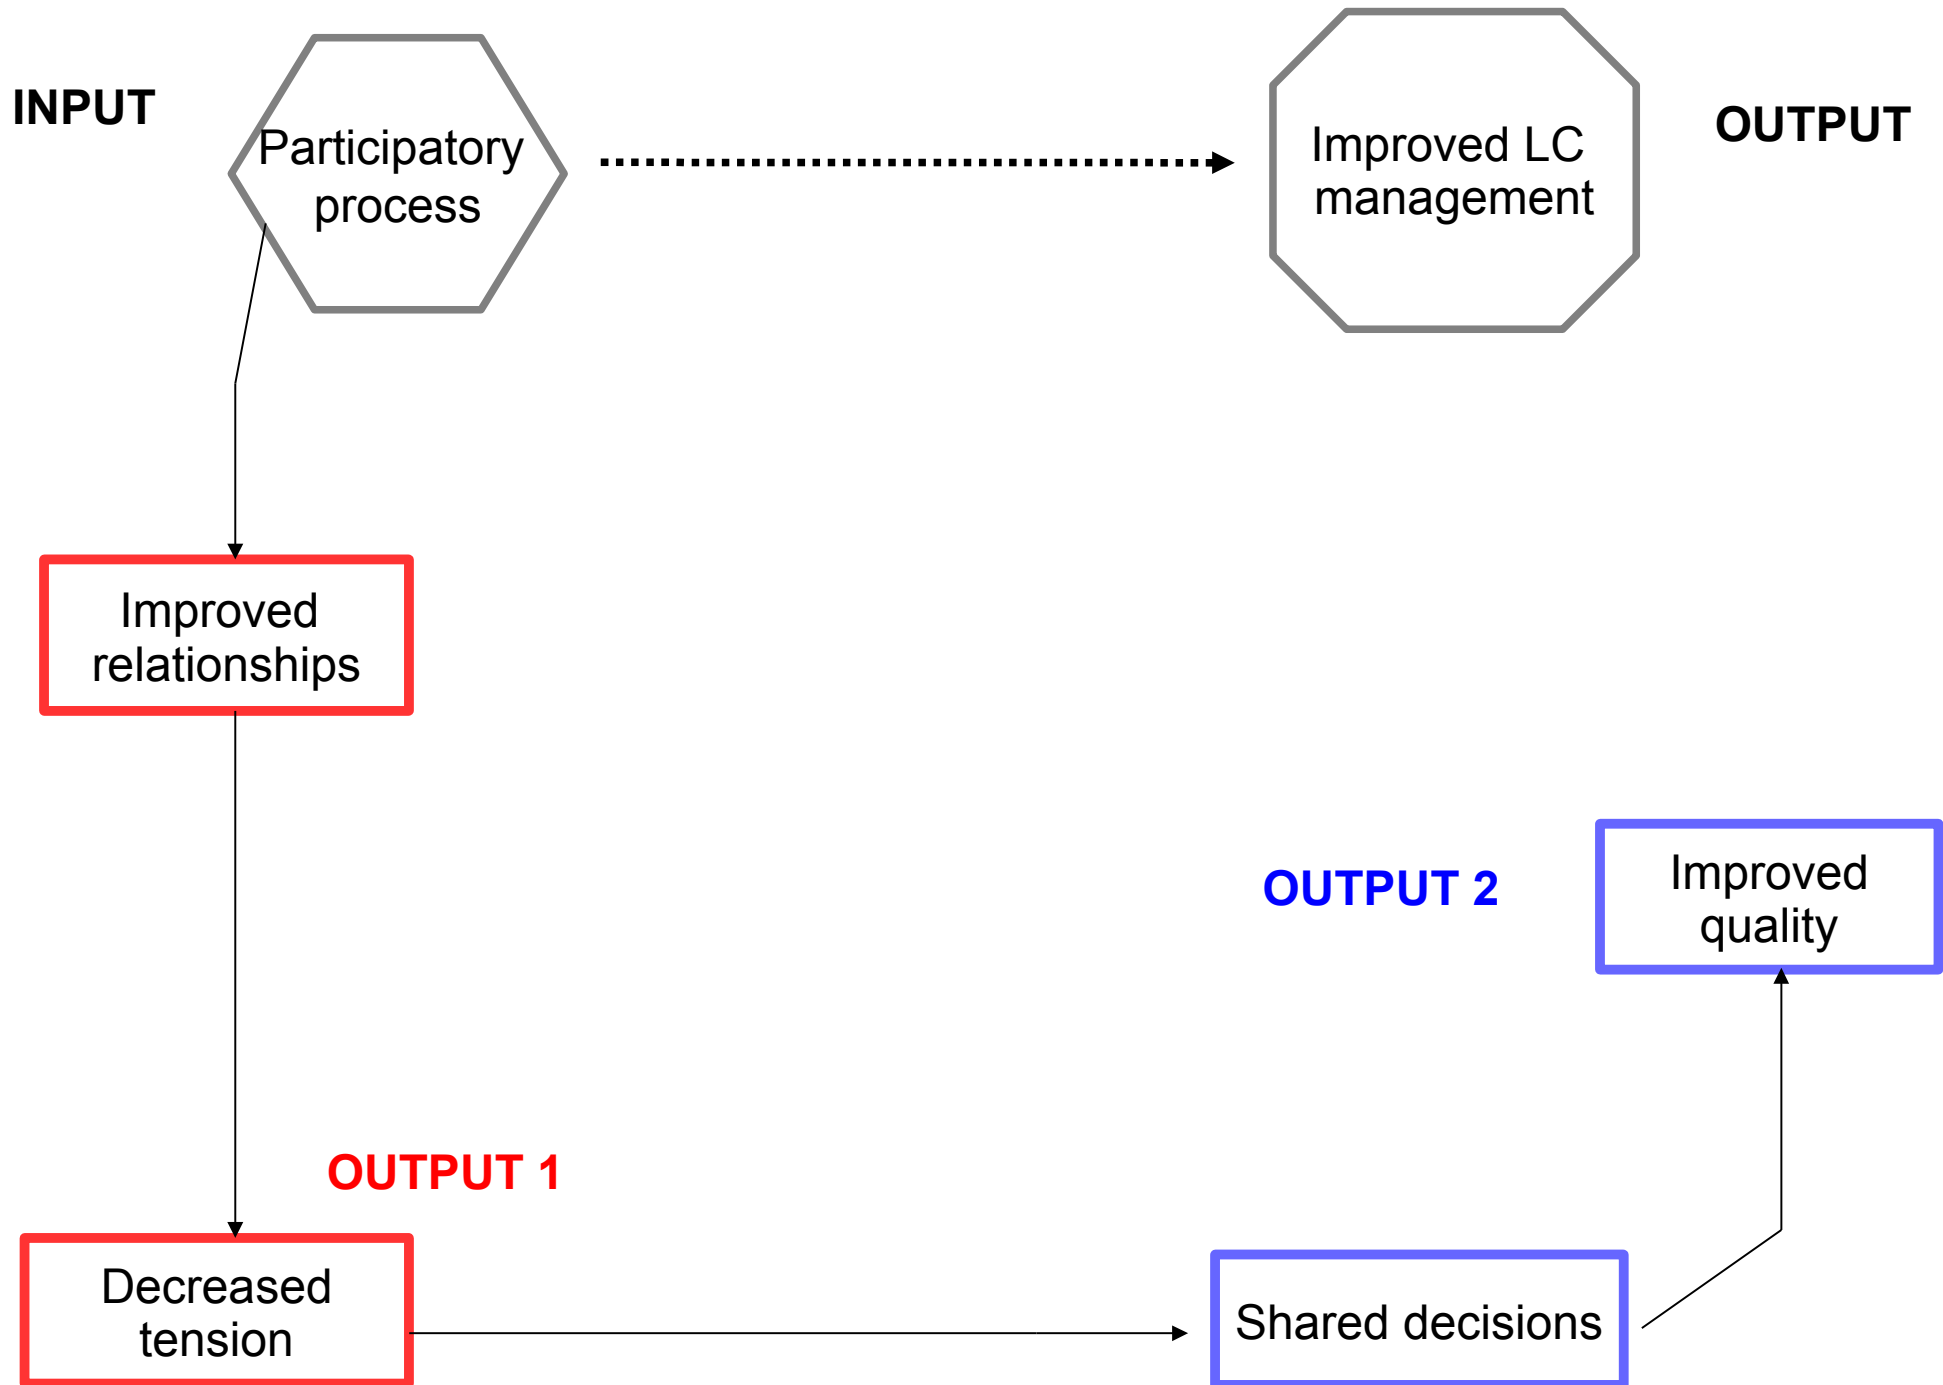 INPUT
Participatory
process
Improved LC
management
OUTPUT
Improved
relationships
OUTPUT 2
Improved
quality
OUTPUT 1
Decreased
tension
Shared decisions